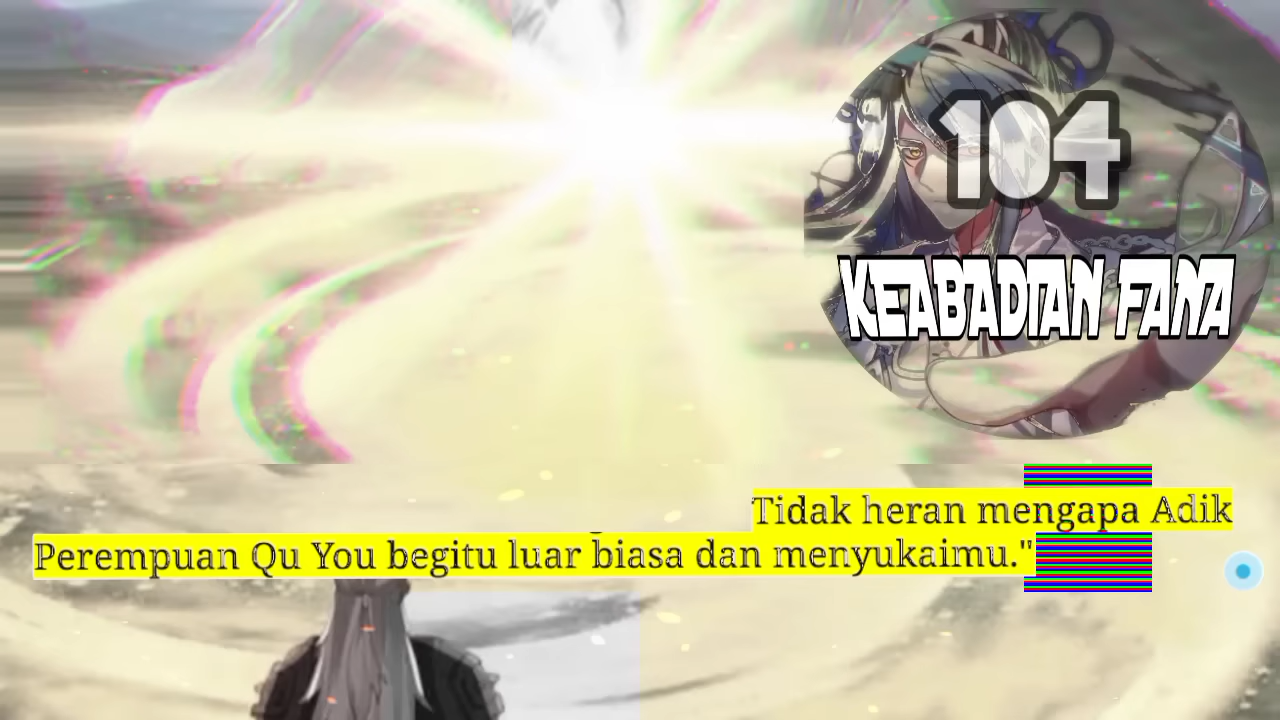 104
KEABADIAN FANA
Tidak heran mengapa Adik
Perempuan Qu You begitu luar biasa dan menyukaimu."